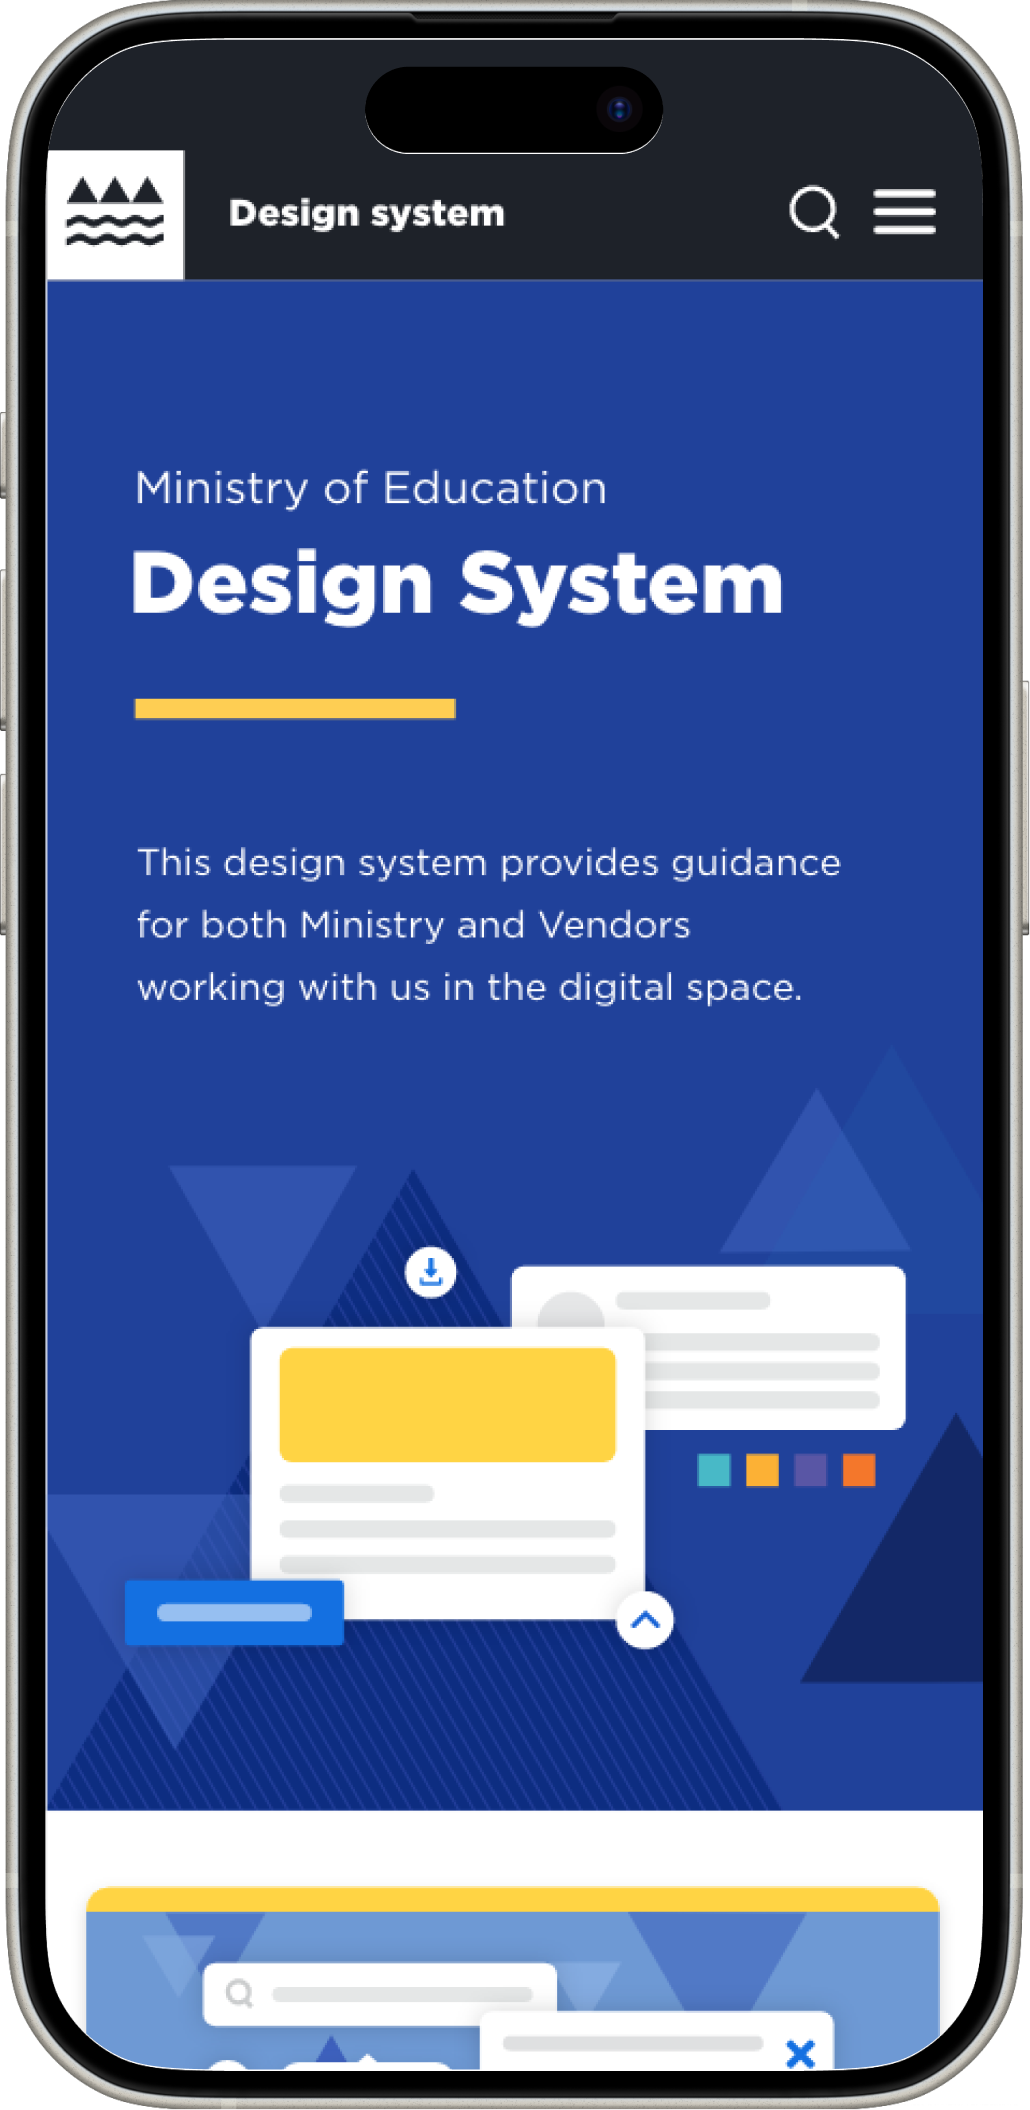 Design system
Ministry of Education
Design System
This design system provides guidance
for both Ministry and Vendors
working with us in the digital space.